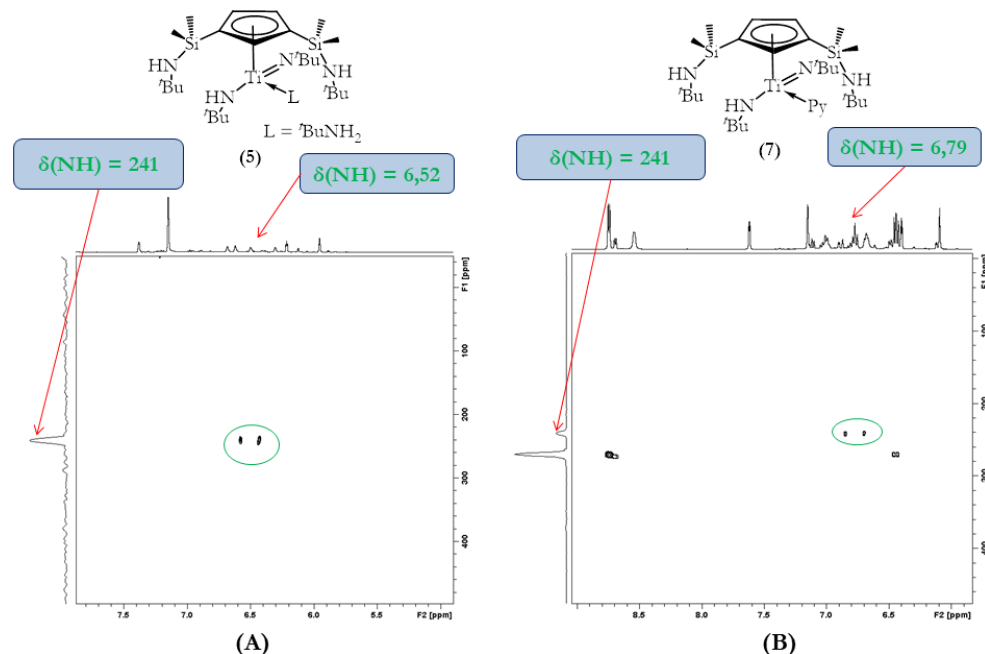 Si
Si
HN
ᵗBu
NᵗBu
NH
ᵗBu
Ti
HN
ᵗBu
L
L = ᵗBuNH₂
(5)
δ(NH) = 241
δ(NH) = 6,52
F1 [ppm]
100
200
300
400
7.5
7.0
6.5
6.0
5.5
F2 [ppm]
(A)
Si
Si
HN
ᵗBu
NᵗBu
NH
ᵗBu
Ti
HN
ᵗBu
Py
(7)
δ(NH) = 241
δ(NH) = 6,79
F1 [ppm]
100
200
300
400
8.5
8.0
7.5
7.0
6.5
F2 [ppm]
(B)